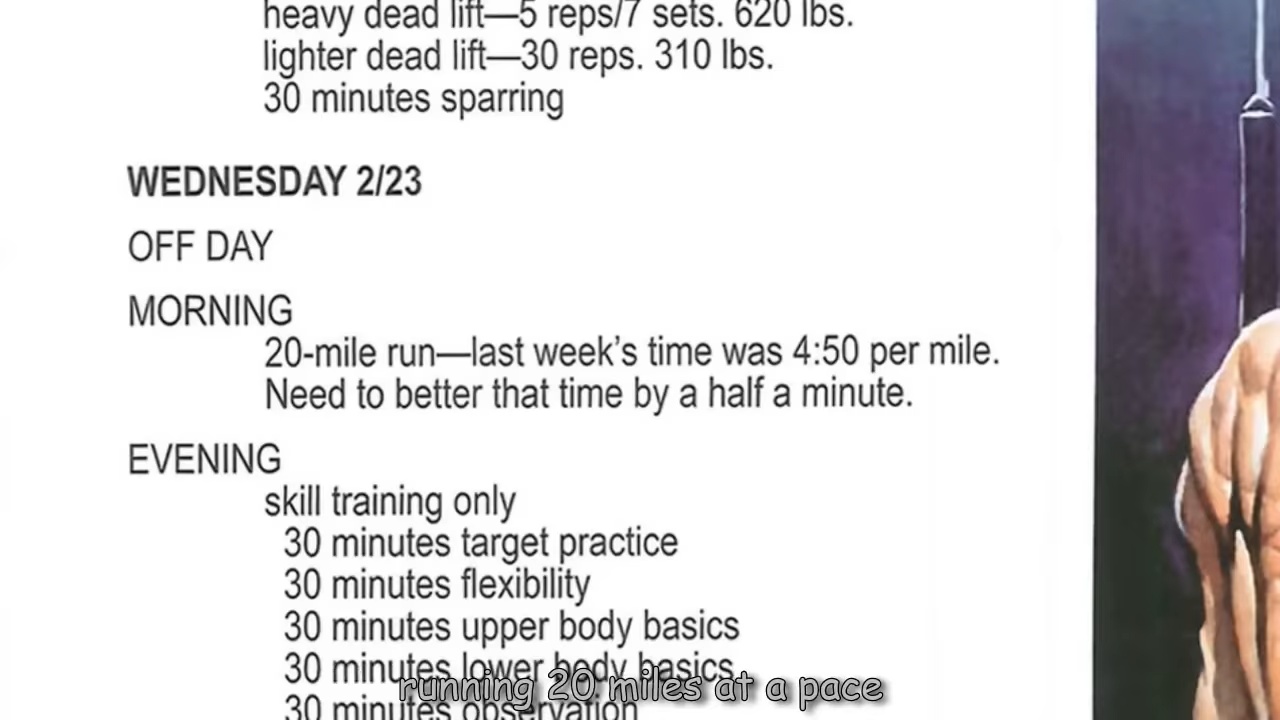 heavy dead lift—5 reps/7 sets. 620 lbs.
lighter dead lift—30 reps. 310 lbs.
30 minutes sparring
WEDNESDAY 2/23
OFF DAY
MORNING
20-mile run—last week's time was 4:50 per mile.
Need to better that time by a half a minute.
EVENING
skill training only
30 minutes target practice
30 minutes flexibility
30 minutes upper body basics
30 minutes lower body basics
running 20 miles at a pace
30 minutes observation